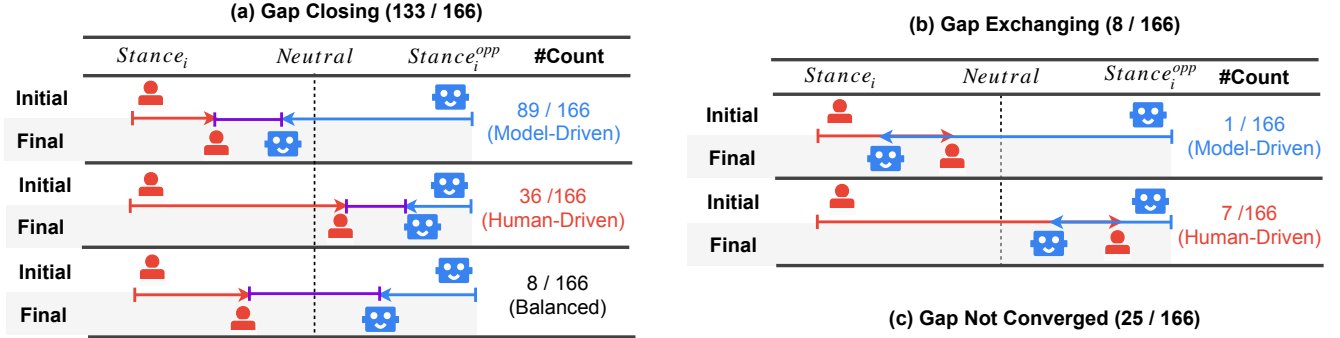 (a) Gap Closing (133 / 166)
Stance_i Neutral Stance_i^opp #Count
Initial
89 / 166
Final
(Model-Driven)
Initial
36 /166
Final
(Human-Driven)
Initial
8 / 166
Final
(Balanced)
(b) Gap Exchanging (8 / 166)
Stance_i Neutral Stance_i^opp #Count
Initial
1 / 166
Final
(Model-Driven)
Initial
7 /166
Final
(Human-Driven)
(c) Gap Not Converged (25 / 166)